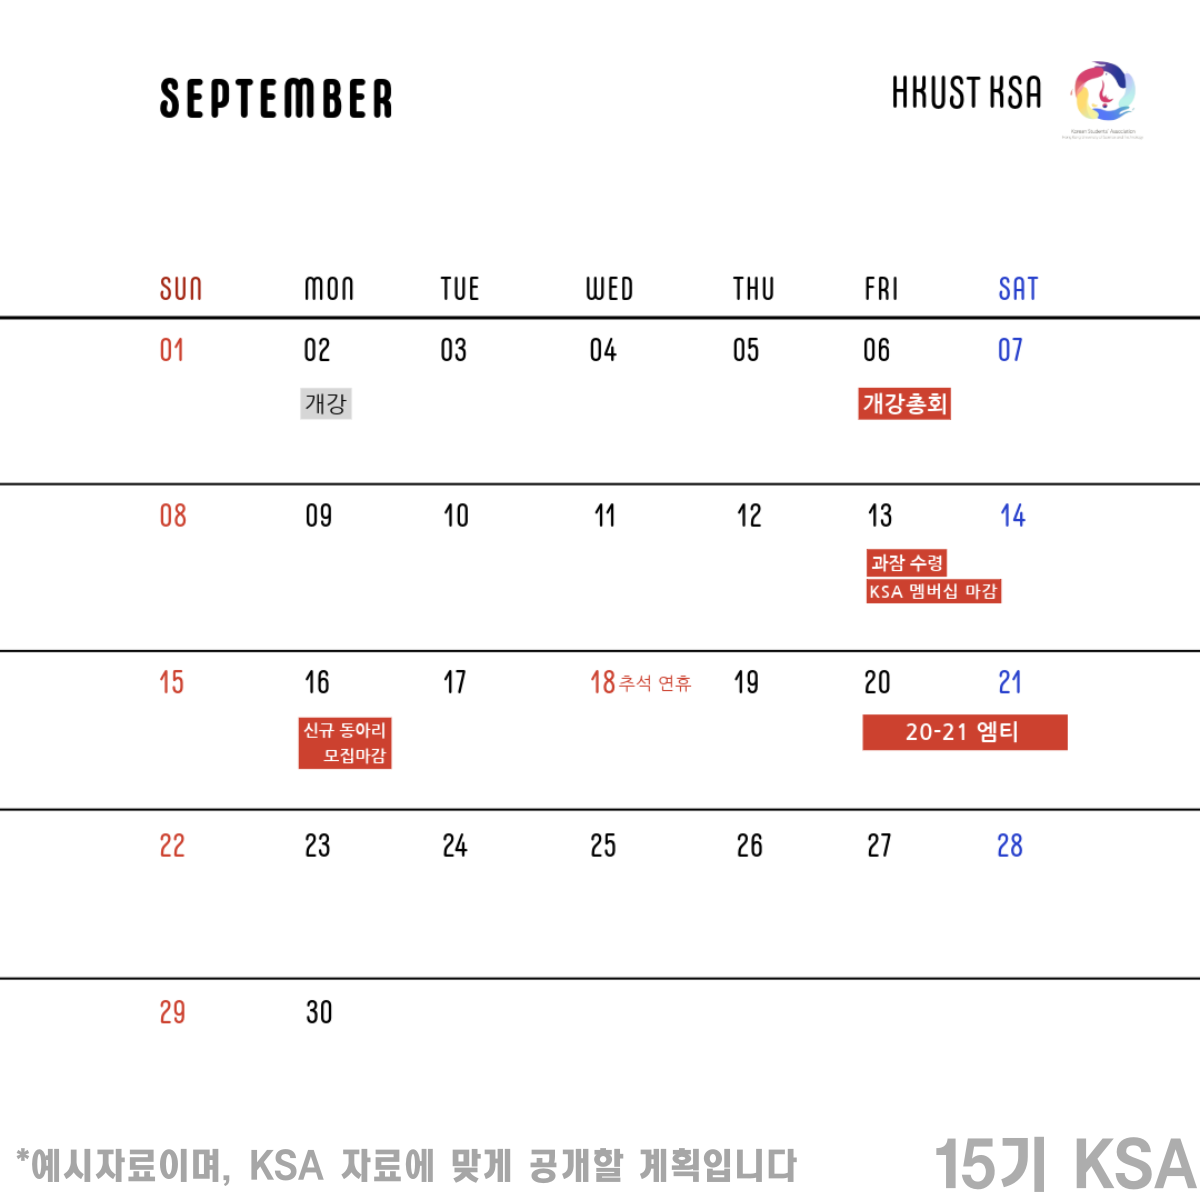 SEPTEMBER
HKUST KSA
Korean Students' Association
SUN MON TUE WED THU FRI SAT
01 02 03 04 05 06 07
개강 개강총회
08 09 10 11 12 13 14
과잠 수령
KSA 멤버십 마감
15 16 17 18 추석 연휴 19 20 21
신규 동아리
모집마감
20-21 엠티
22 23 24 25 26 27 28
29 30
*예시자료이며, KSA 자료에 맞게 공개할 계획입니다
15기 KSA